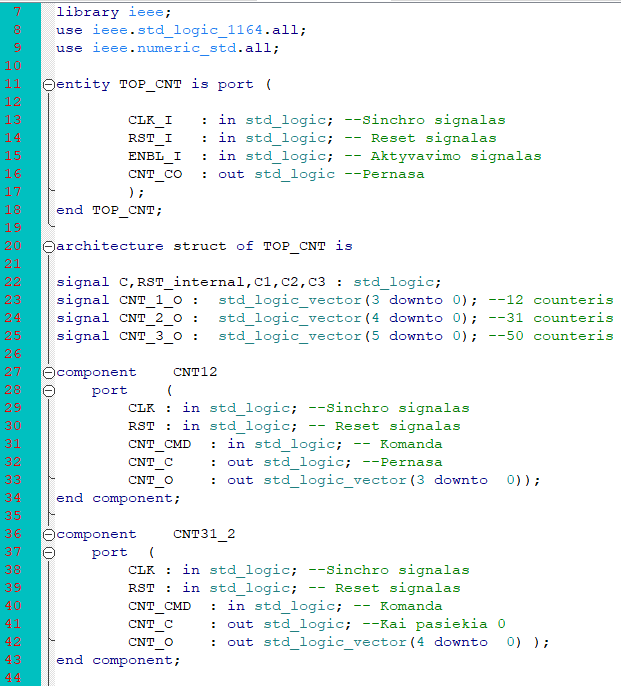 7 library ieee;
8 use ieee.std_logic_1164.all;
9 use ieee.numeric_std.all;
10
11 entity TOP_CNT is port (
12
13 CLK_I : in std_logic; --Sinchro signalas
14 RST_I : in std_logic; -- Reset signalas
15 ENBL_I : in std_logic; -- Aktyvavimo signalas
16 CNT_CO : out std_logic --Pernasa
17 );
18 end TOP_CNT;
19
20 architecture struct of TOP_CNT is
21
22 signal C,RST_internal,C1,C2,C3 : std_logic;
23 signal CNT_1_O : std_logic_vector(3 downto 0); --12 counteris
24 signal CNT_2_O : std_logic_vector(4 downto 0); --31 counteris
25 signal CNT_3_O : std_logic_vector(5 downto 0); --50 counteris
26
27 component CNT12
28 port (
29 CLK : in std_logic; --Sinchro signalas
30 RST : in std_logic; -- Reset signalas
31 CNT_CMD : in std_logic; -- Komanda
32 CNT_C : out std_logic; --Pernasa
33 CNT_O : out std_logic_vector(3 downto 0));
34 end component;
35
36 component CNT31_2
37 port (
38 CLK : in std_logic; --Sinchro signalas
39 RST : in std_logic; -- Reset signalas
40 CNT_CMD : in std_logic; -- Komanda
41 CNT_C : out std_logic; --Kai pasiekia 0
42 CNT_O : out std_logic_vector(4 downto 0) );
43 end component;
44